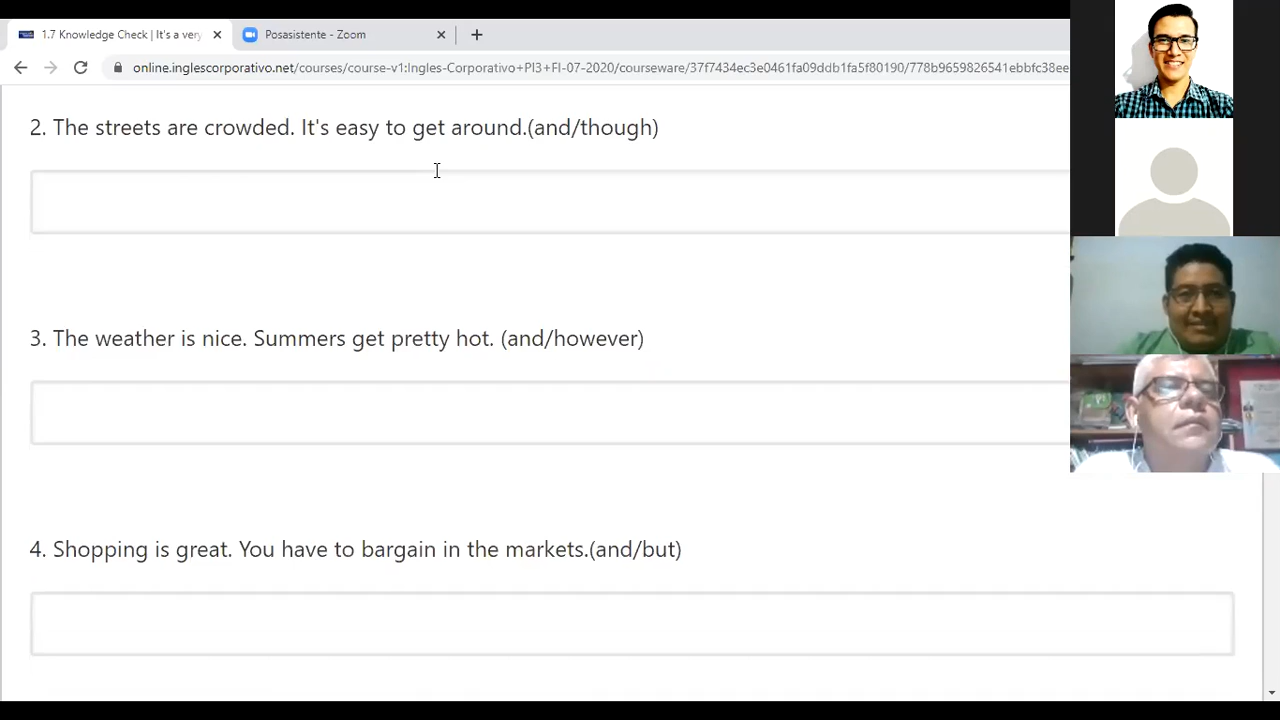 1.7 Knowledge Check | It's a very
Posasistente - Zoom
online.inglescorporativo.net/courses/course-v1:Ingles-Corporativo+PI3+FI-07-2020/courseware/37f7434ec3e0461fa09ddb1fa5f80190/778b9659826541ebbfc38ee
2. The streets are crowded. It's easy to get around.(and/though)
3. The weather is nice. Summers get pretty hot. (and/however)
4. Shopping is great. You have to bargain in the markets.(and/but)